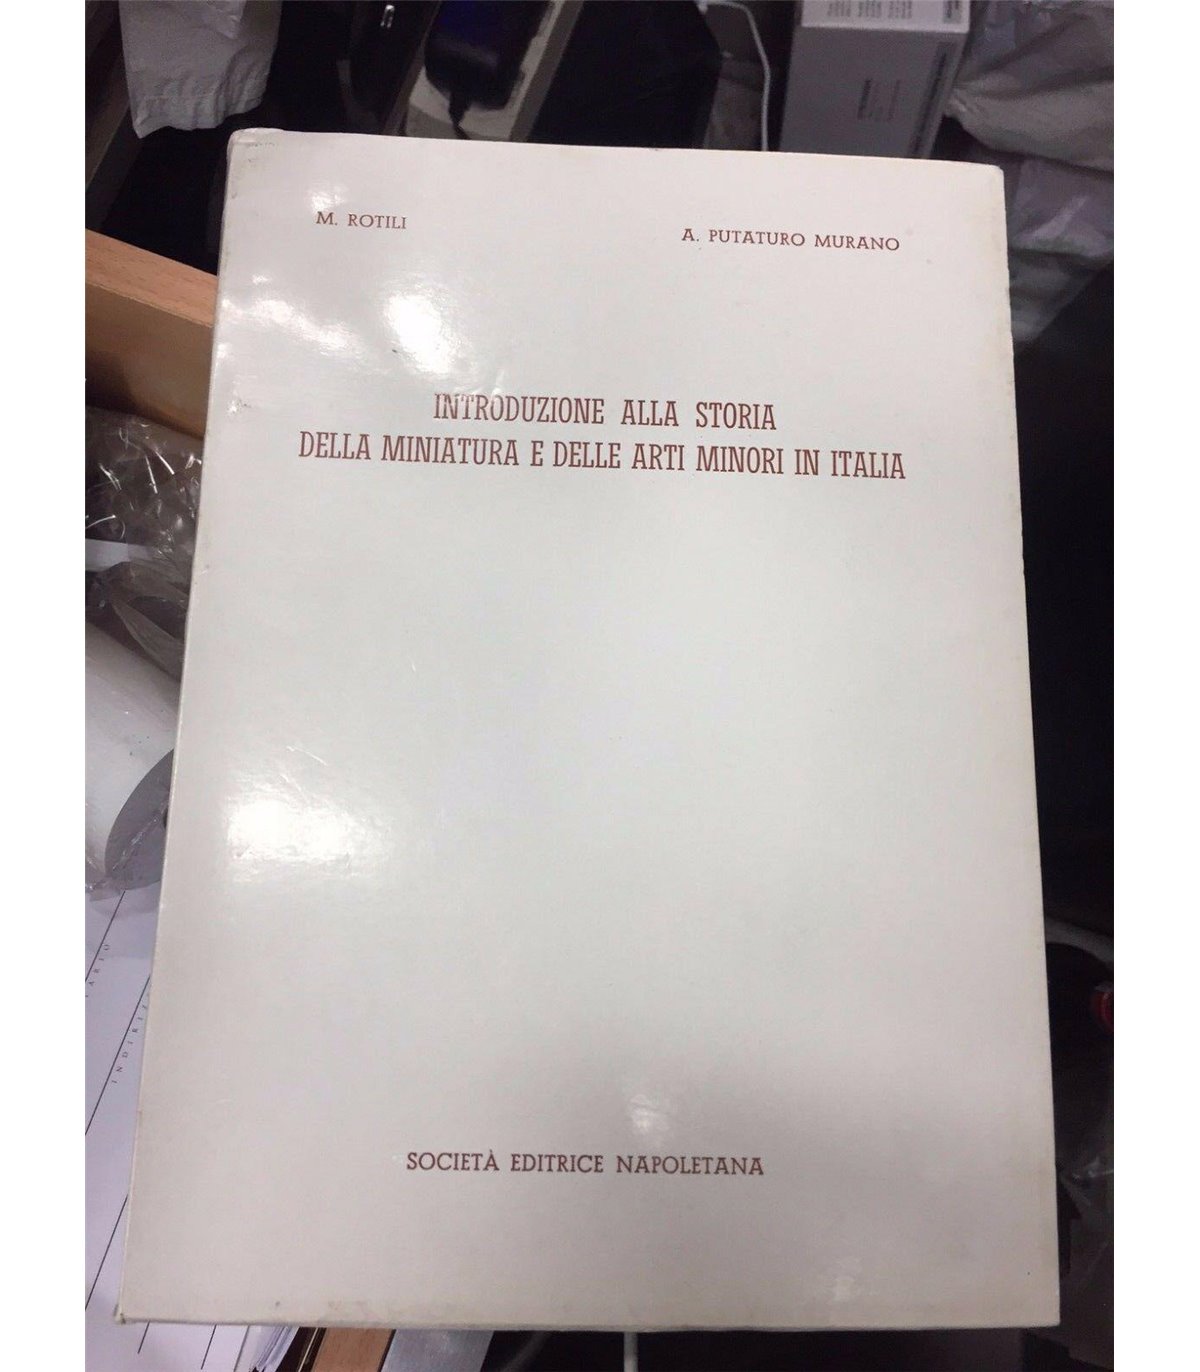 M. ROTILI
A. PUTATURO MURANO
INTRODUZIONE ALLA STORIA
DELLA MINIATURA E DELLE ARTI MINORI IN ITALIA
SOCIETÀ EDITRICE NAPOLETANA